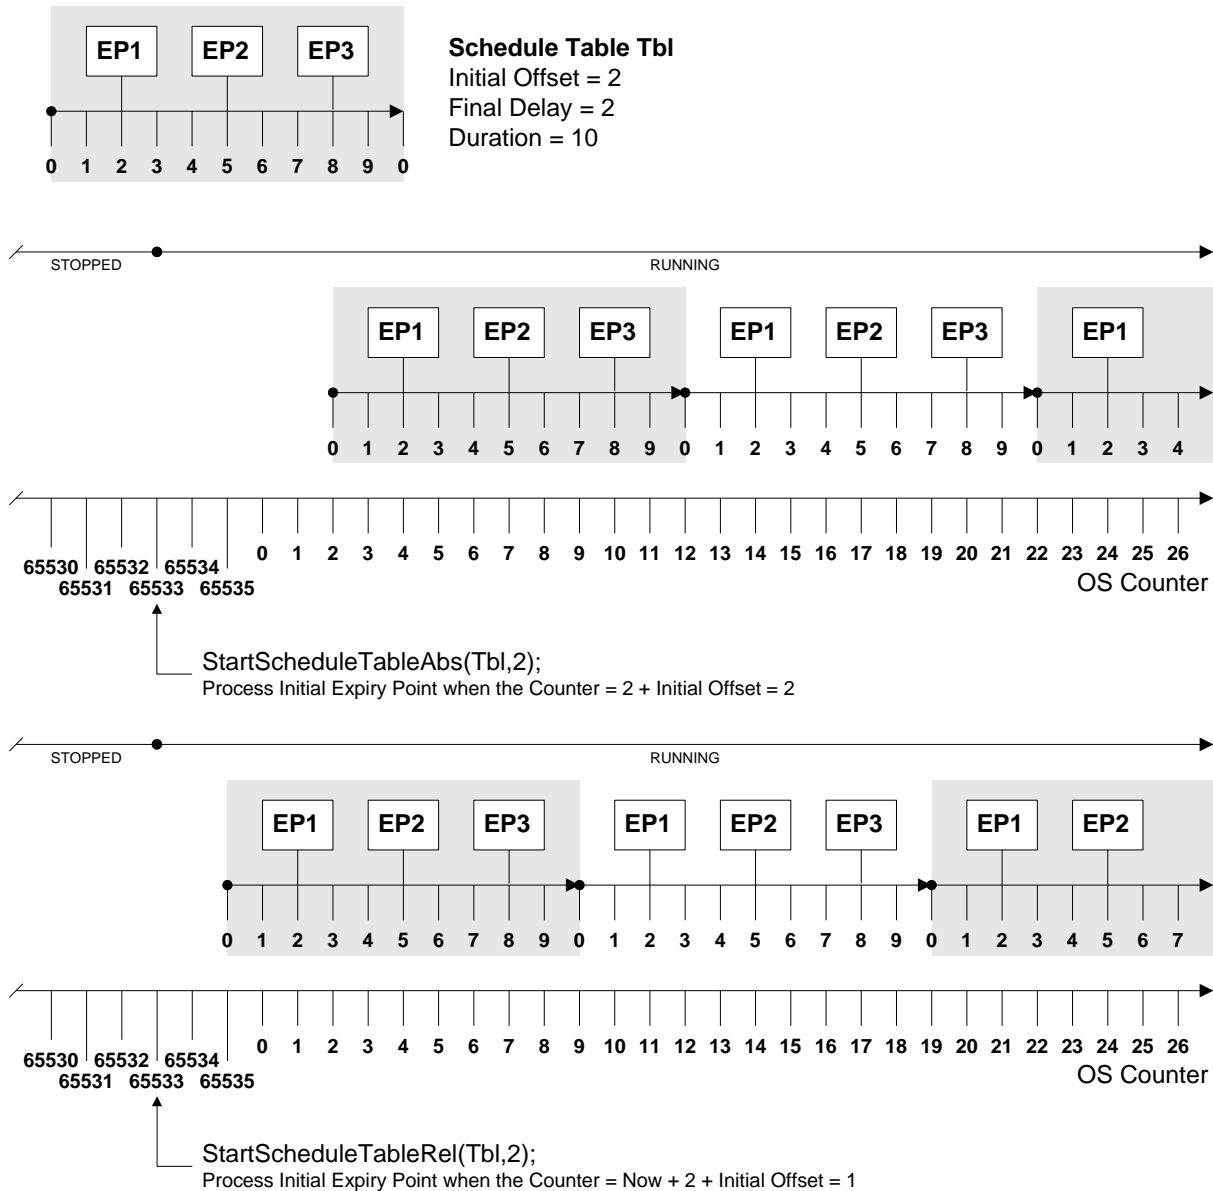 EP1 EP2 EP3
Schedule Table Tbl
Initial Offset = 2
Final Delay = 2
Duration = 10
0 1 2 3 4 5 6 7 8 9 0
STOPPED RUNNING
EP1 EP2 EP3 EP1 EP2 EP3 EP1
0 1 2 3 4 5 6 7 8 9 0 1 2 3 4 5 6 7 8 9 0 1 2 3 4
0 1 2 3 4 5 6 7 8 9 10 11 12 13 14 15 16 17 18 19 20 21 22 23 24 25 26
65530 65532 65534
65531 65533 65535
OS Counter
StartScheduleTableAbs(Tbl,2);
Process Initial Expiry Point when the Counter = 2 + Initial Offset = 2
STOPPED RUNNING
EP1 EP2 EP3 EP1 EP2 EP3 EP1 EP2
0 1 2 3 4 5 6 7 8 9 0 1 2 3 4 5 6 7 8 9 0 1 2 3 4 5 6 7
0 1 2 3 4 5 6 7 8 9 10 11 12 13 14 15 16 17 18 19 20 21 22 23 24 25 26
65530 65532 65534
65531 65533 65535
OS Counter
StartScheduleTableRel(Tbl,2);
Process Initial Expiry Point when the Counter = Now + 2 + Initial Offset = 1